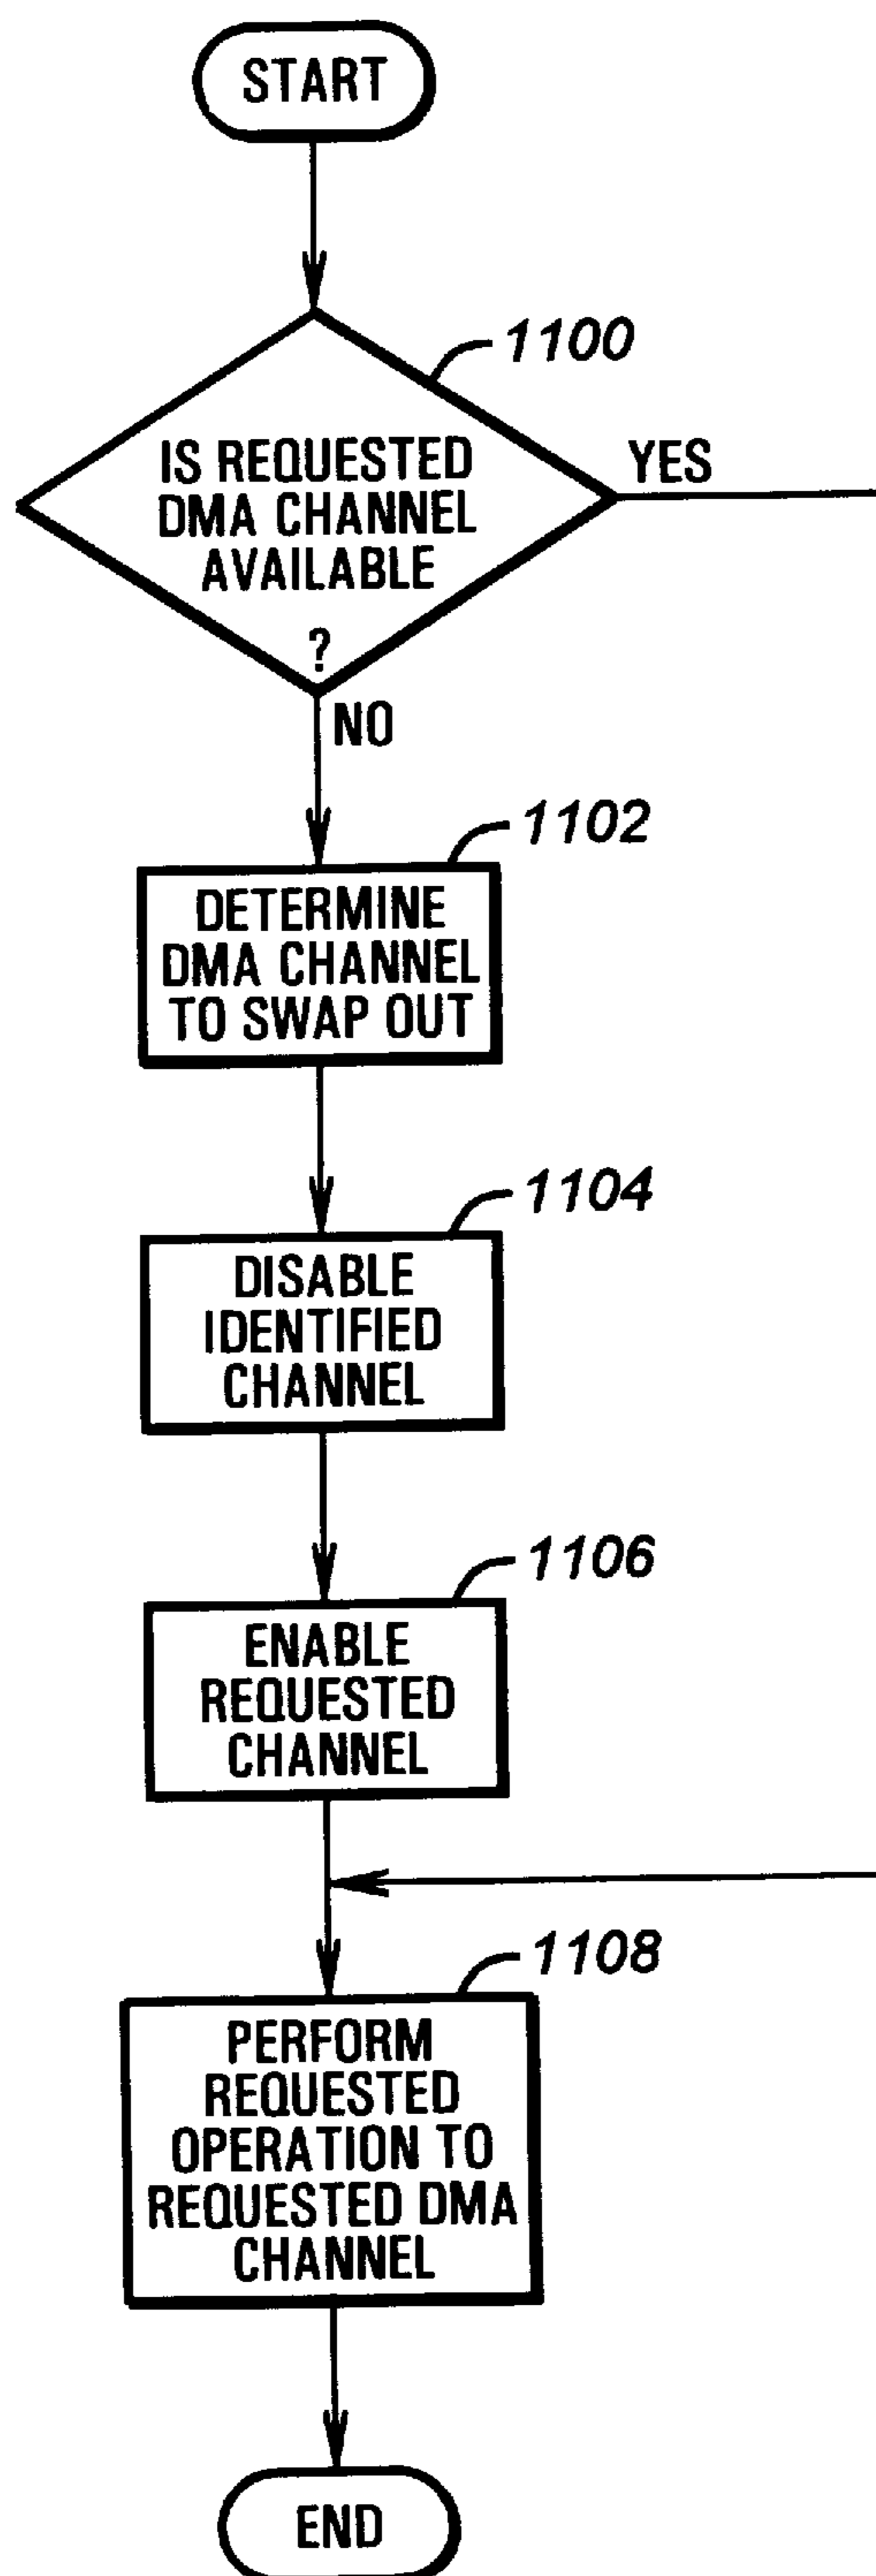 START
1100
IS REQUESTED
DMA CHANNEL
AVAILABLE
?
YES
NO
1102
DETERMINE
DMA CHANNEL
TO SWAP OUT
1104
DISABLE
IDENTIFIED
CHANNEL
1106
ENABLE
REQUESTED
CHANNEL
1108
PERFORM
REQUESTED
OPERATION TO
REQUESTED DMA
CHANNEL
END